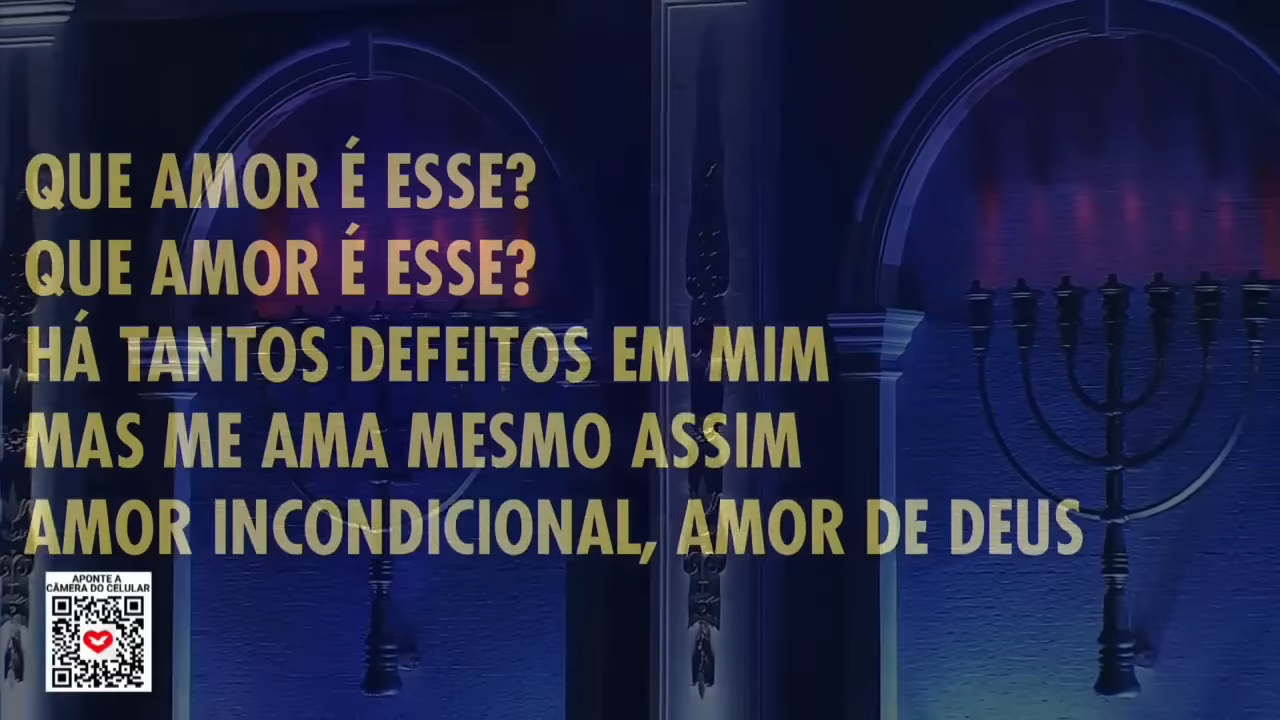 QUE AMOR É ESSE?
QUE AMOR É ESSE?
HÁ TANTOS DEFEITOS EM MIM
MAS ME AMA MESMO ASSIM
AMOR INCONDICIONAL, AMOR DE DEUS
APONTE A
CÂMERA DO CELULAR